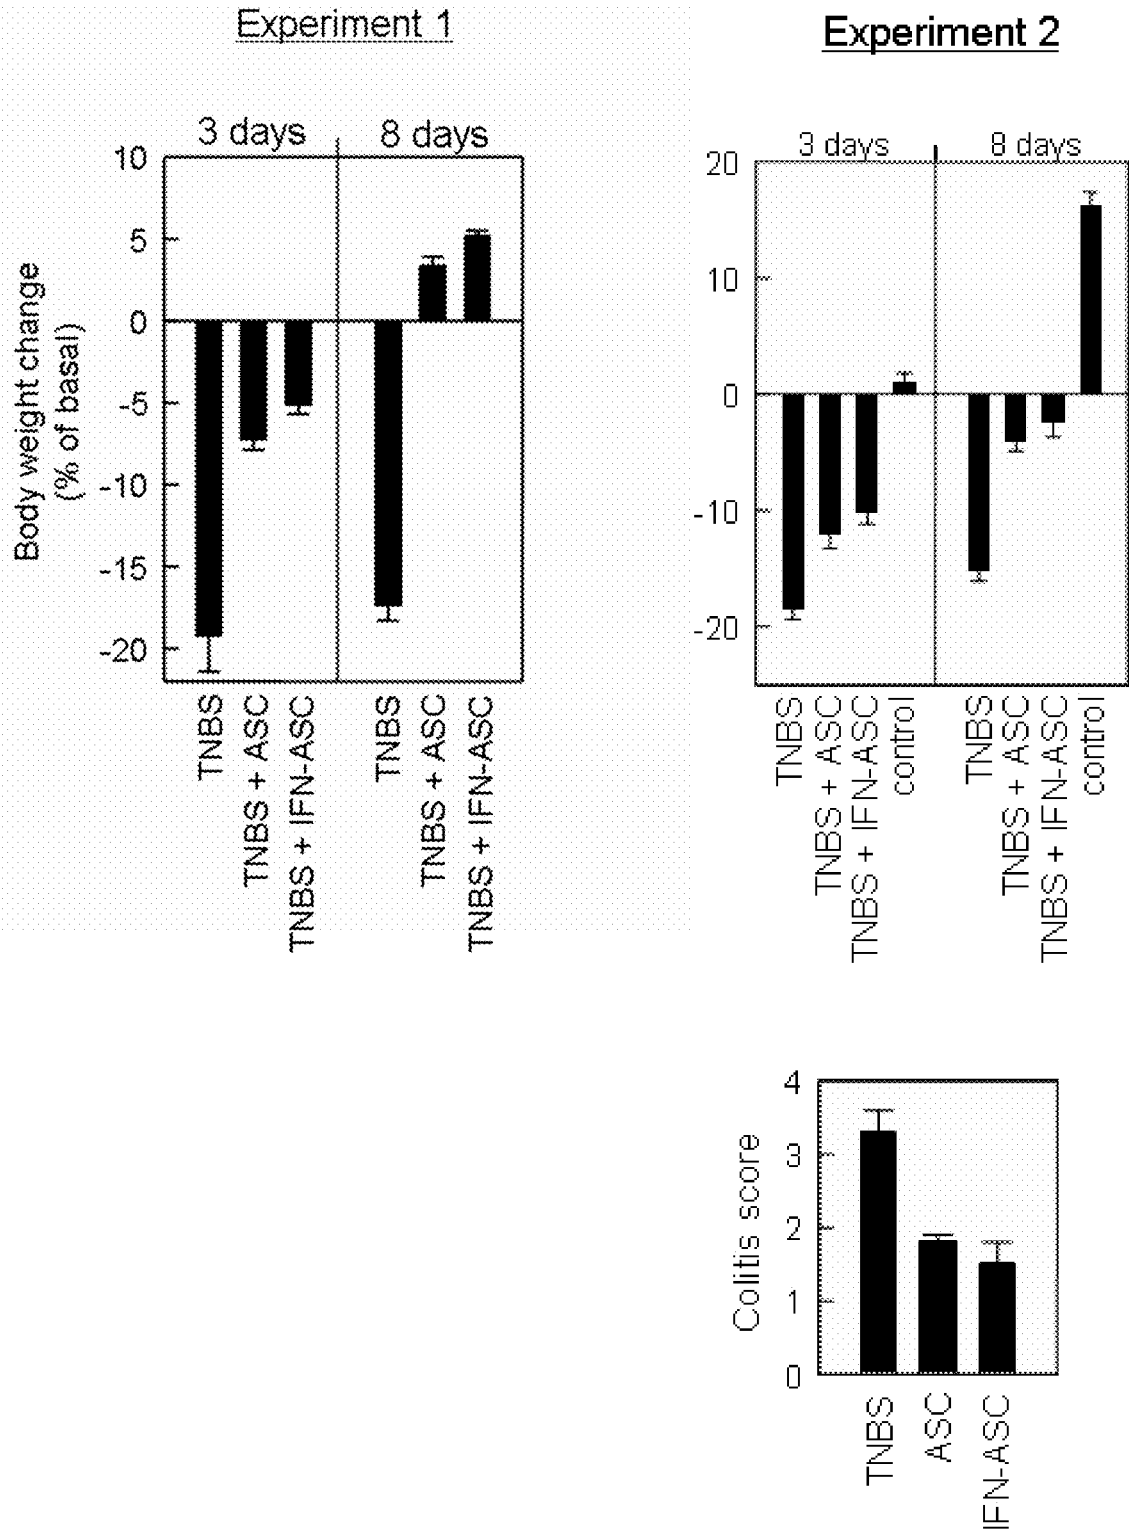 Experiment 1
3 days 8 days
10
5
0
-5
-10
-15
-20
Body weight change
(% of basal)
TNBS
TNBS + ASC
TNBS + IFN-ASC
TNBS
TNBS + ASC
TNBS + IFN-ASC
Experiment 2
3 days 8 days
20
10
0
-10
-20
TNBS
TNBS + ASC
TNBS + IFN-ASC
control
TNBS
TNBS + ASC
TNBS + IFN-ASC
control
4
3
2
1
0
Colitis score
TNBS
ASC
IFN-ASC